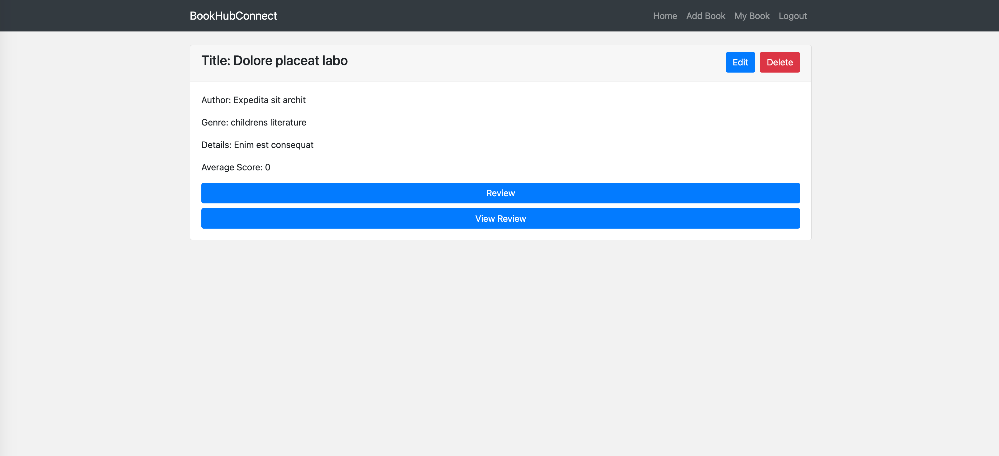 BookHubConnect Home Add Book My Book Logout
Title: Dolore placeat labo Edit Delete
Author: Expedita sit archit
Genre: childrens literature
Details: Enim est consequat
Average Score: 0
Review
View Review